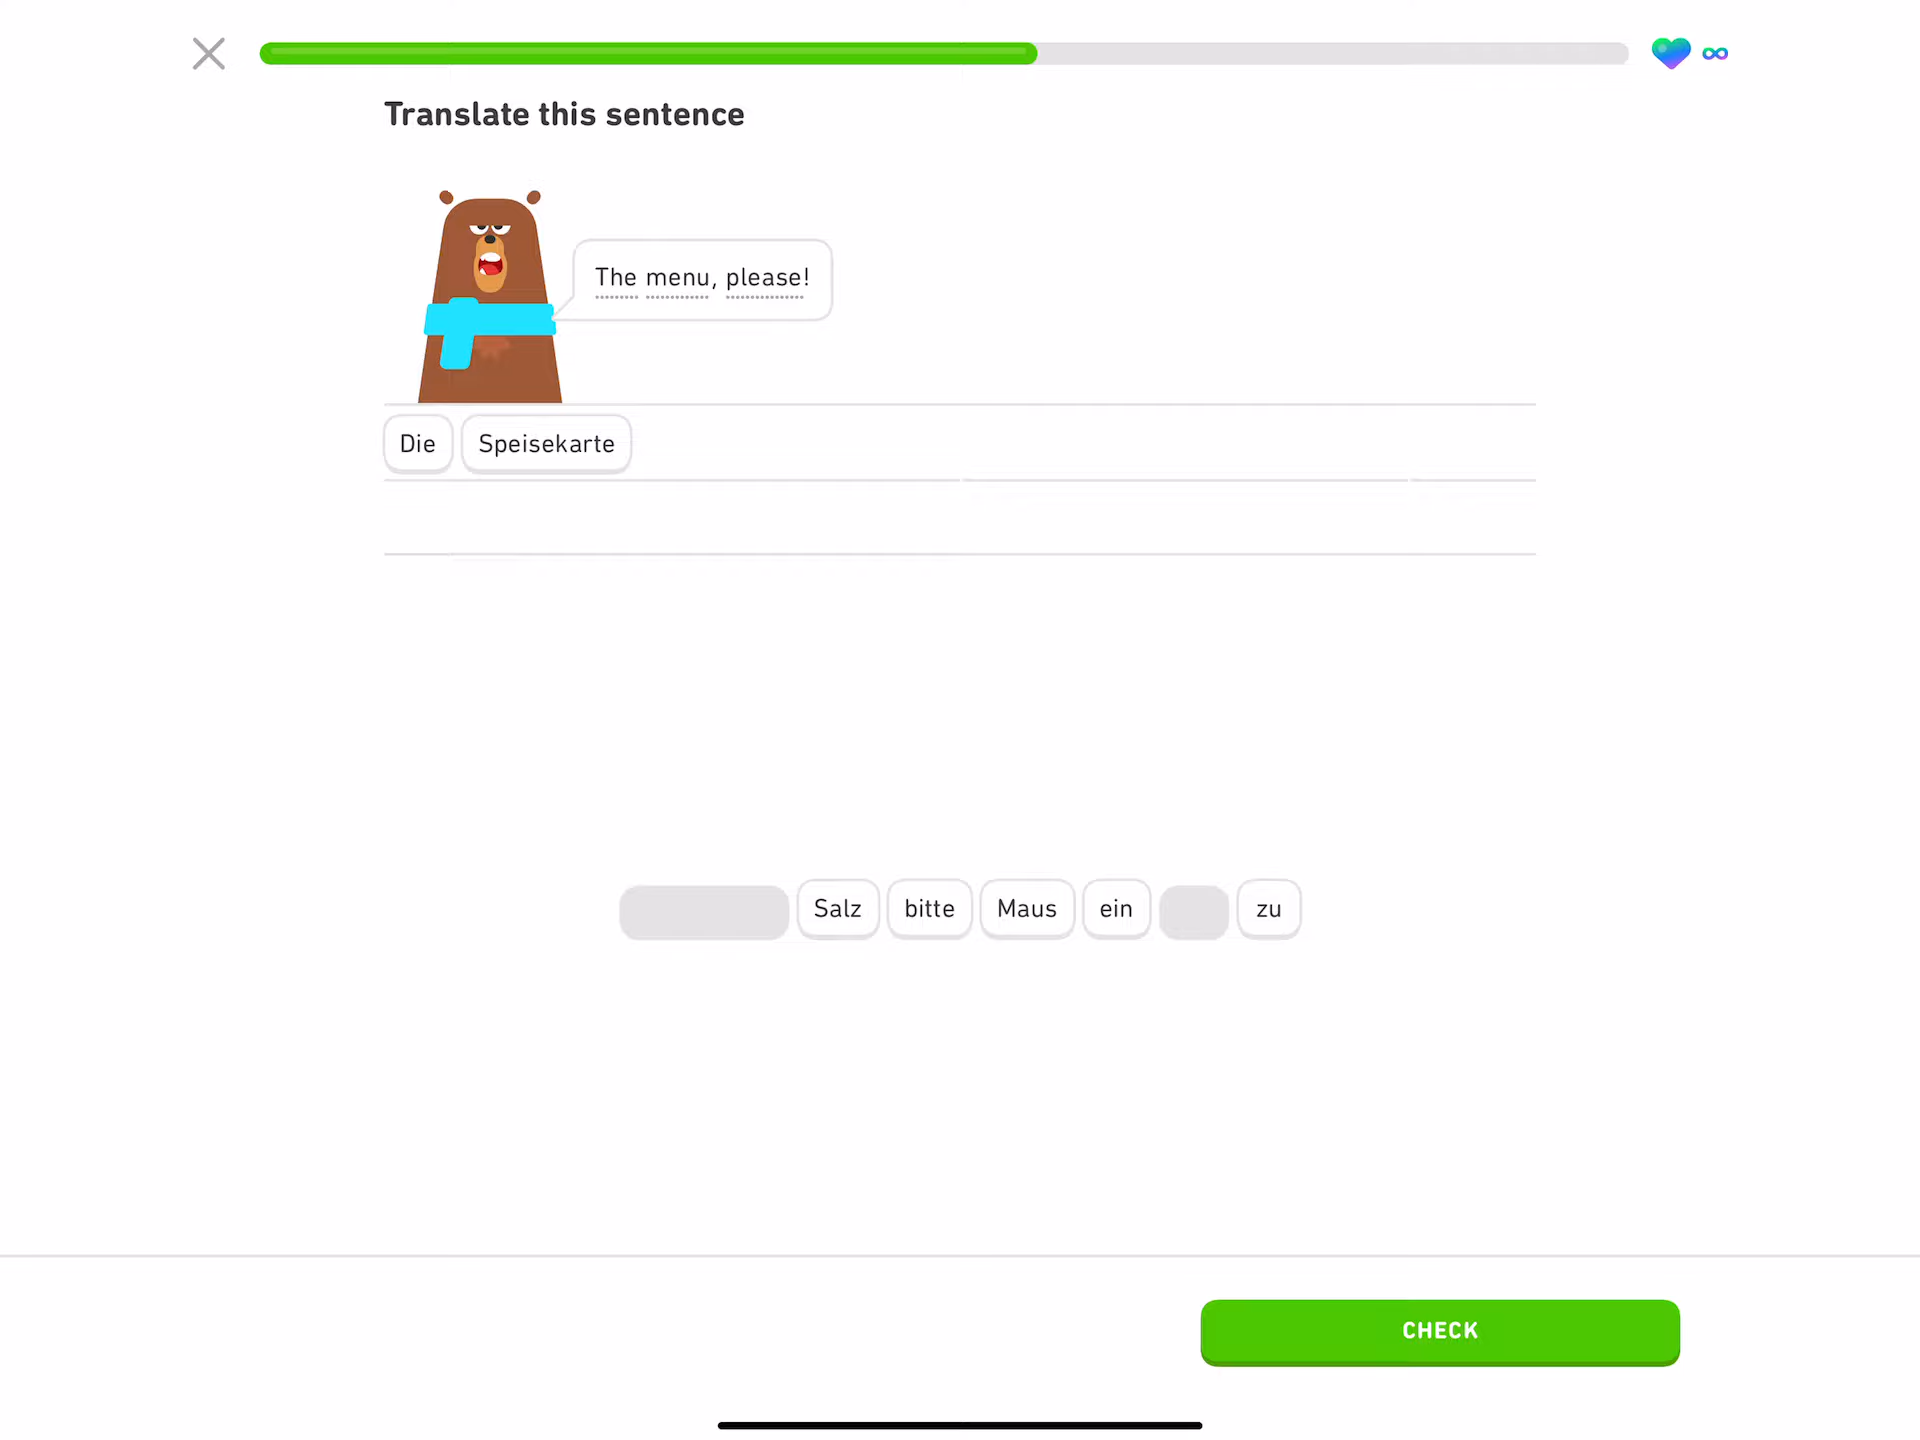 Translate this sentence
The menu, please!
Die Speisekarte
Salz bitte Maus ein zu
CHECK